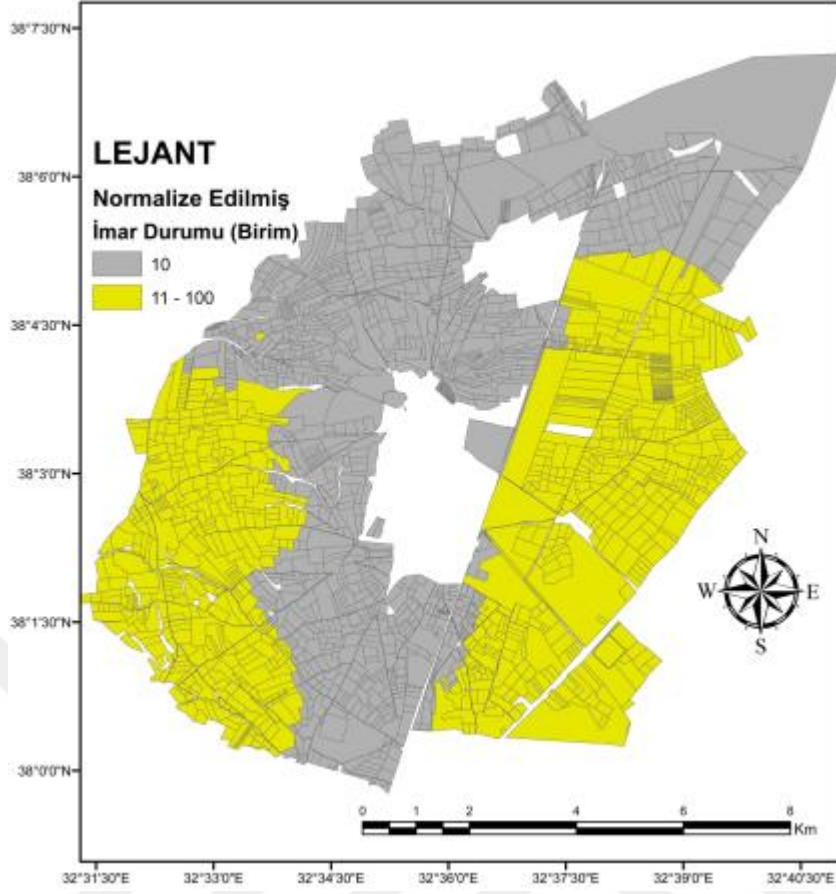 38°7'30"N
38°6'0"N
38°4'30"N
38°3'0"N
38°1'30"N
38°0'0"N
LEJANT
Normalize Edilmiş
İmar Durumu (Birim)
10
11 - 100
N
W E
S
0 1 2 4 6 8
Km
32°31'30"E 32°33'0"E 32°34'30"E 32°36'0"E 32°37'30"E 32°39'0"E 32°40'30"E